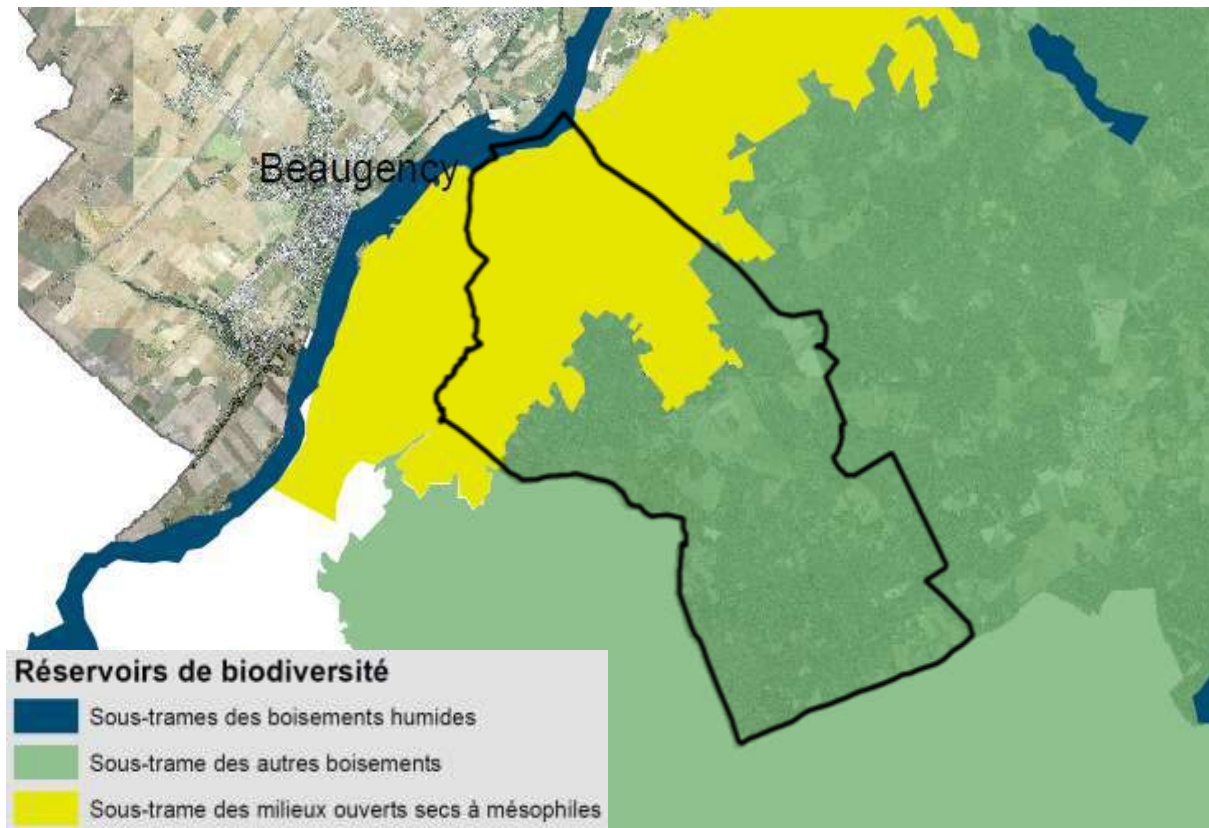 Beaugency
Réservoirs de biodiversité
Sous-trames des boisements humides
Sous-trame des autres boisements
Sous-trame des milieux ouverts secs à mésophiles